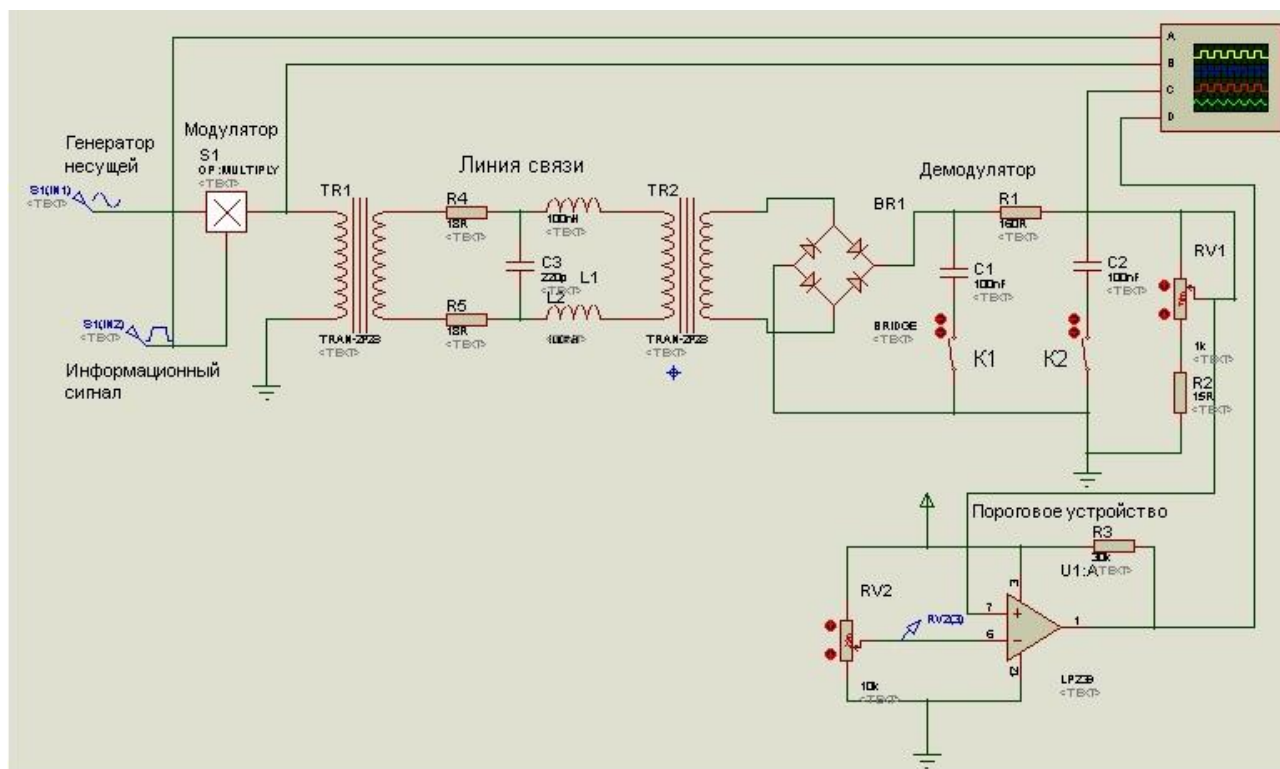 A
B
C
D
Генератор
несущей
S1(IN1)
<TEXT>
Модулятор
S1
OP:MULTIPLY
<TEXT>
S1(IN2)
<TEXT>
Информационный
сигнал
Линия связи
TR1
TRAN-2P2S
<TEXT>
R4
18R
<TEXT>
100nH
<TEXT>
C3
220p
<TEXT>
L1
L2
R5
18R
<TEXT>
100nH
<TEXT>
TR2
TRAN-2P2S
<TEXT>
Демодулятор
BR1
BRIDGE
<TEXT>
R1
160R
<TEXT>
C1
100nF
<TEXT>
K1
C2
100nF
<TEXT>
K2
RV1
1k
<TEXT>
R2
15R
<TEXT>
Пороговое устройство
R3
30k
<TEXT>
U1:A
RV2
10k
<TEXT>
RV2(3)
7
6
3
12
1
+
−
LP239
<TEXT>